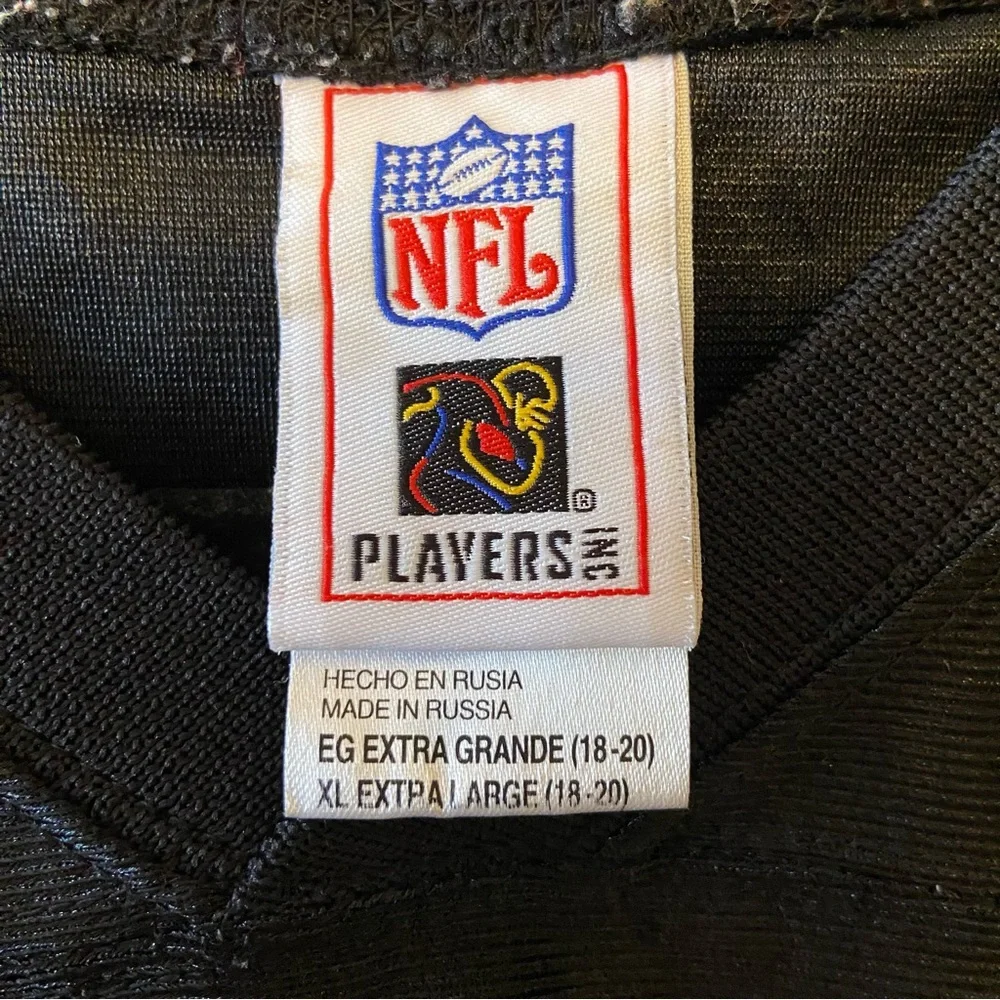 NFL
®
PLAYERS INC
HECHO EN RUSIA
MADE IN RUSSIA
EG EXTRA GRANDE (18-20)
XL EXTRA LARGE (18-20)